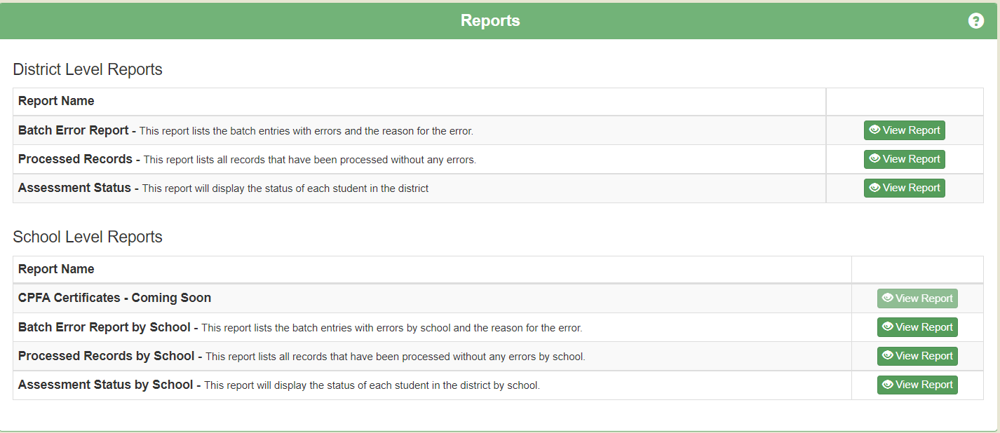 Reports
?
District Level Reports
Report Name
Batch Error Report - This report lists the batch entries with errors and the reason for the error. View Report
Processed Records - This report lists all records that have been processed without any errors. View Report
Assessment Status - This report will display the status of each student in the district View Report
School Level Reports
Report Name
CPFA Certificates - Coming Soon View Report
Batch Error Report by School - This report lists the batch entries with errors by school and the reason for the error. View Report
Processed Records by School - This report lists all records that have been processed without any errors by school. View Report
Assessment Status by School - This report will display the status of each student in the district by school. View Report